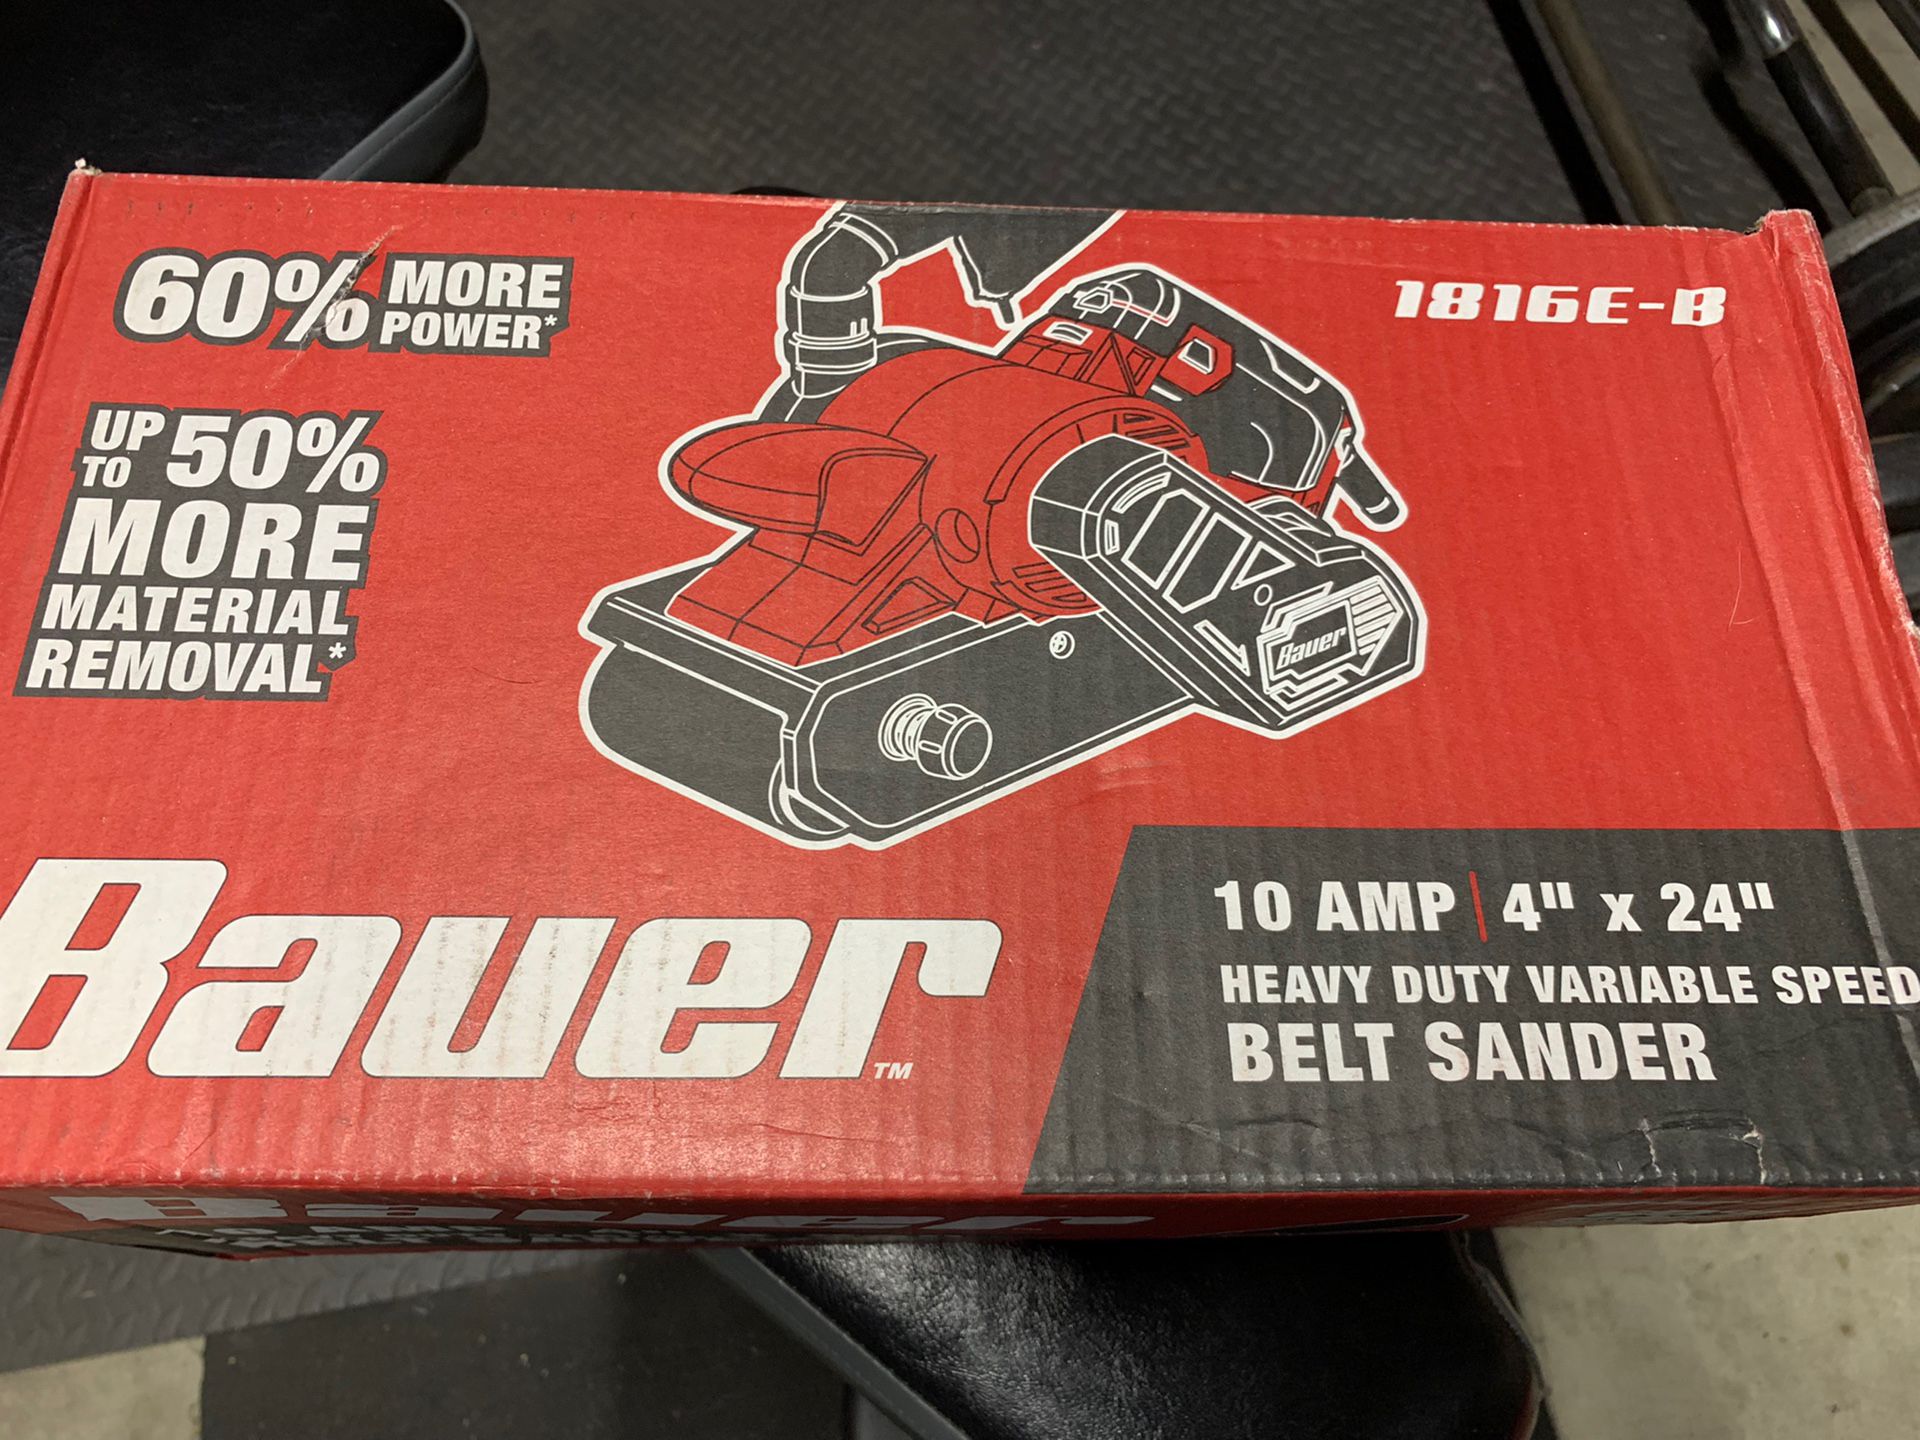 60% MORE
POWER*
UP TO 50%
MORE
MATERIAL
REMOVAL*
1816E-B
Bauer
Bauer™
10 AMP | 4" x 24"
HEAVY DUTY VARIABLE SPEED
BELT SANDER
Bauer